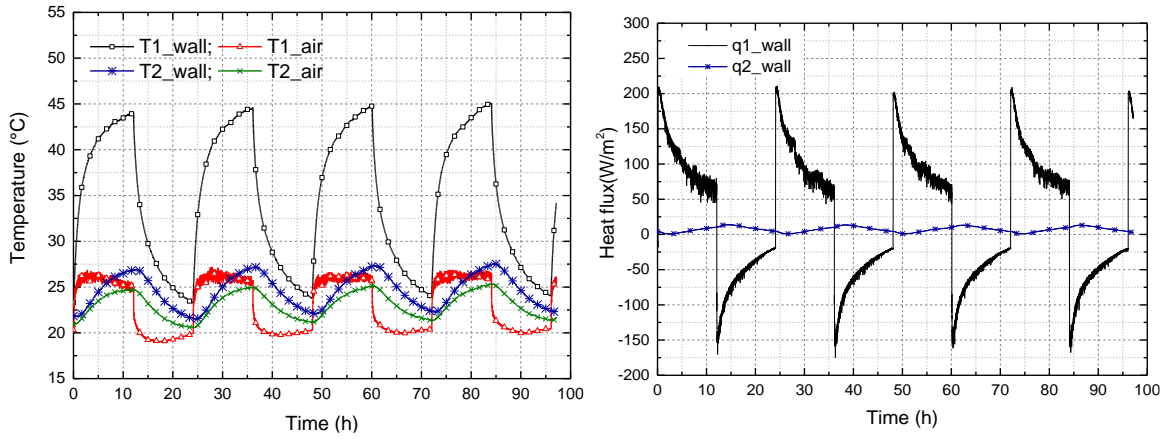 55
50
45
40
35
30
25
20
15
Temperature (°C)
T1_wall; T1_air
T2_wall; T2_air
0 10 20 30 40 50 60 70 80 90 100
Time (h)
300
250
200
150
100
50
0
-50
-100
-150
-200
Heat flux(W/m²)
q1_wall
q2_wall
0 10 20 30 40 50 60 70 80 90 100
Time (h)